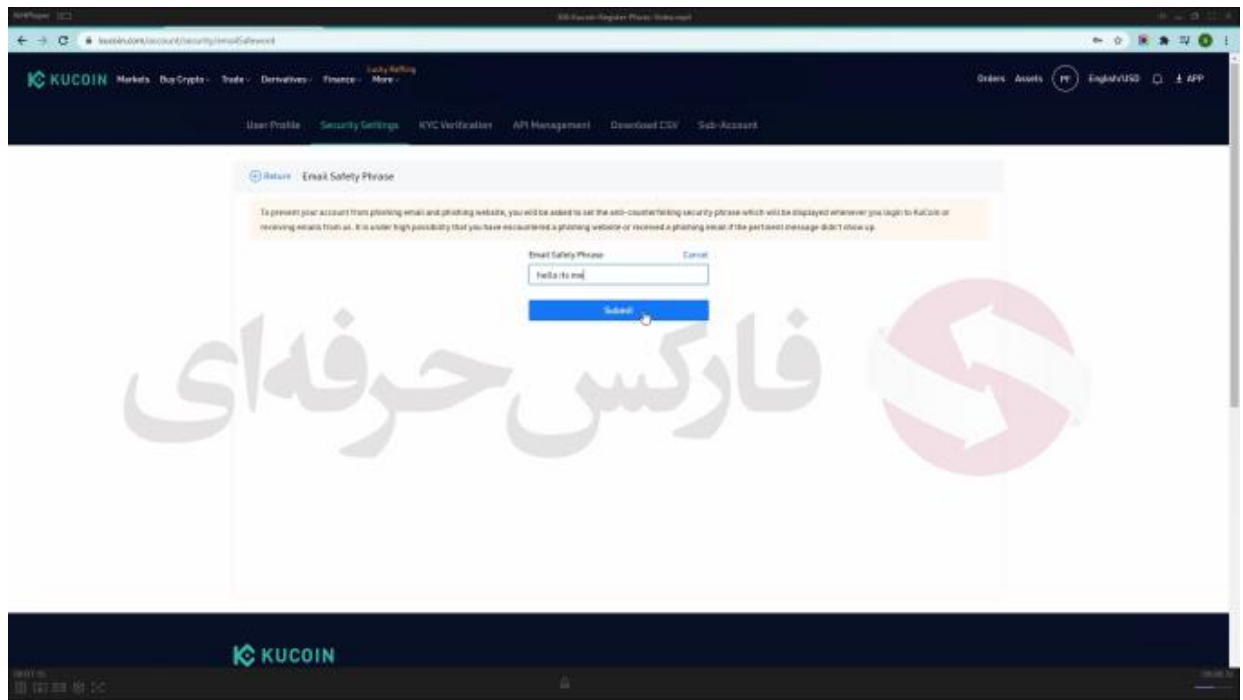 KUCOIN Markets Buy Crypto Trade Derivatives Finance More Orders Assets English/USD APP
User Profile Security Settings KYC Verification API Management Download CSV Sub-Account
Return Email Safety Phrase
To prevent your account from phishing email and phishing website, you will be asked to set the anti-counterfeiting security phrase which will be displayed whenever you login to KuCoin or
receiving emails from us. It is under high possibility that you have encountered a phishing website or received a phishing email if the pertinent message didn't show up.
Email Safety Phrase Cancel
hello its me
Submit
فارکس حرفه‌ای
KUCOIN